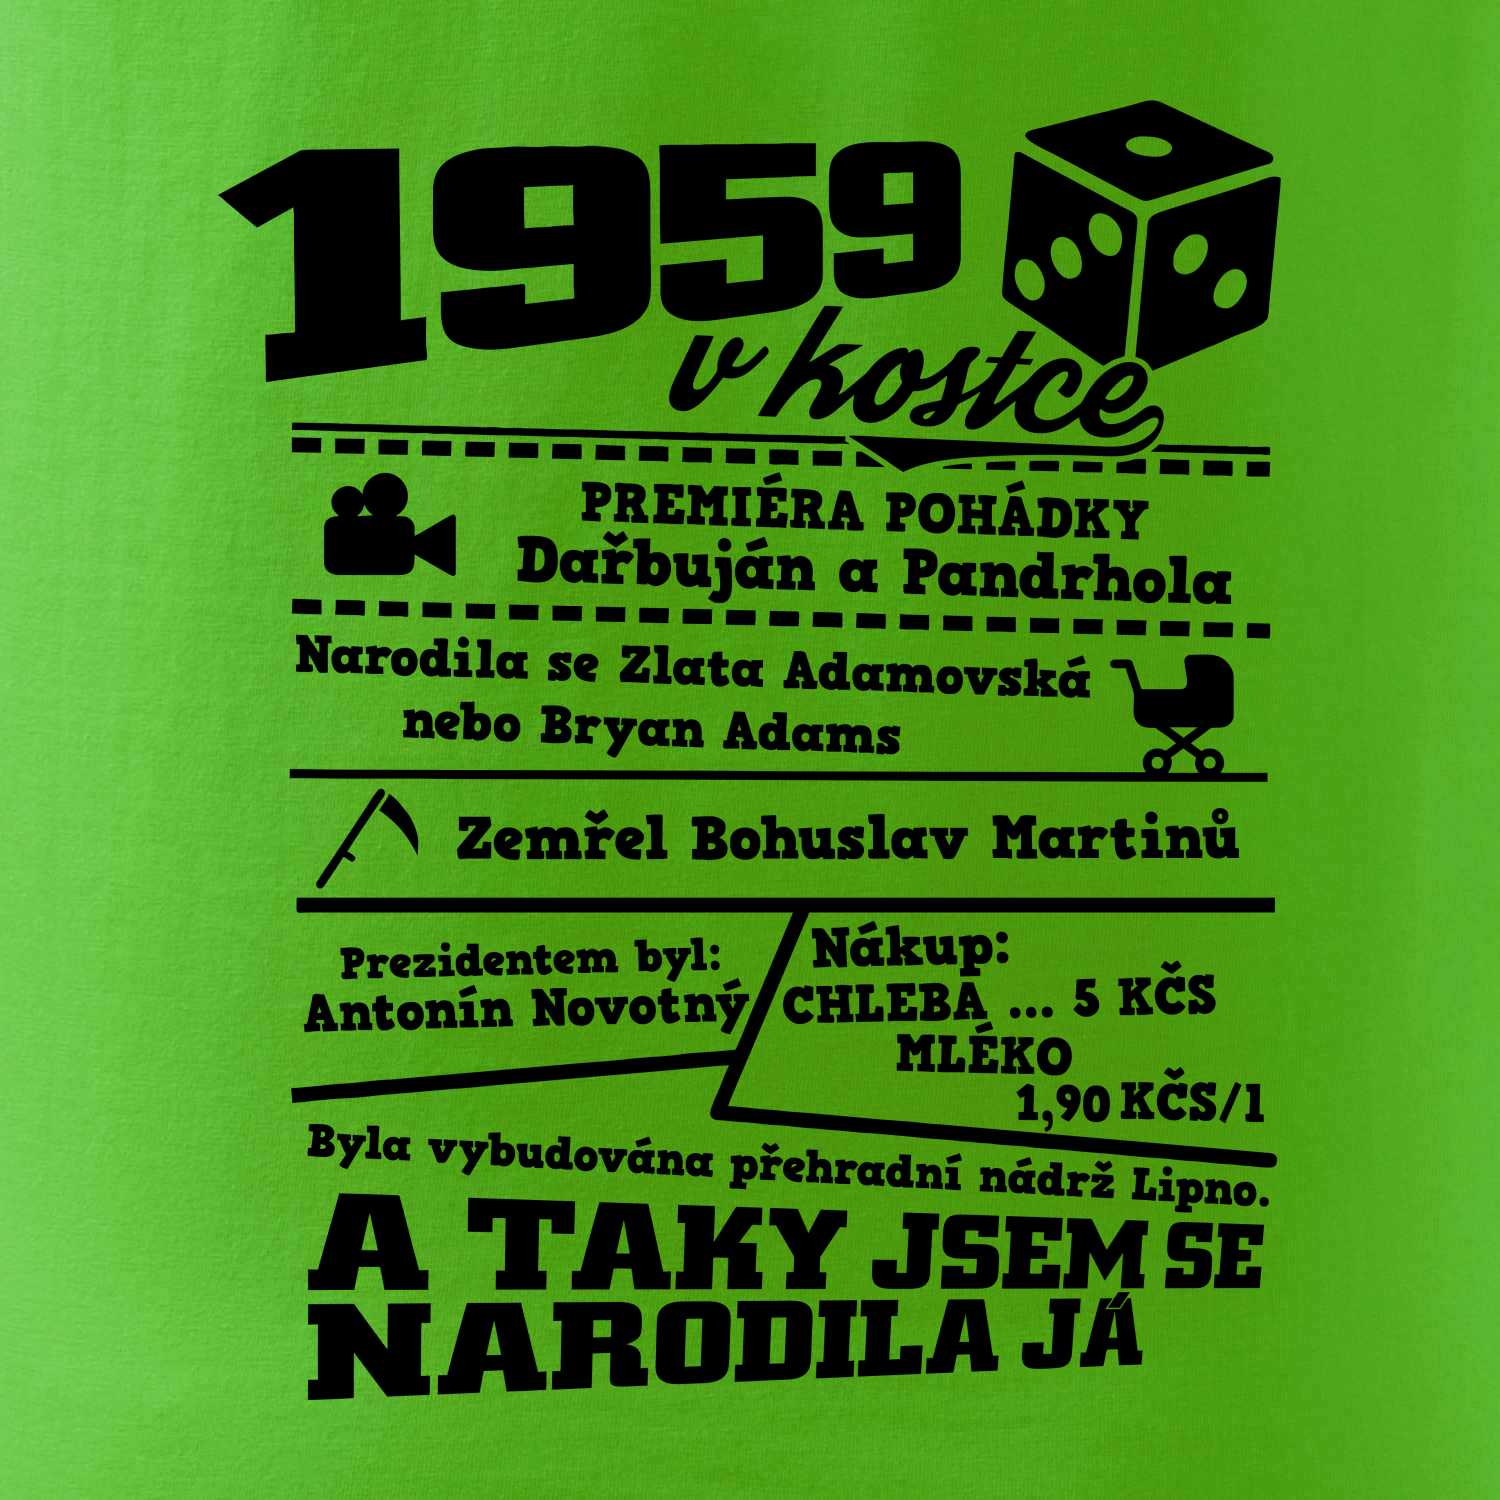 1959
v kostce
PREMIÉRA POHÁDKY
Dařbuján a Pandrhola
Narodila se Zlata Adamovská
nebo Bryan Adams
Zemřel Bohuslav Martinů
Prezidentem byl:
Antonín Novotný
Nákup:
CHLEBA ... 5 KČS
MLÉKO
1,90 KČS/l
Byla vybudována přehradní nádrž Lipno.
A TAKY JSEM SE
NARODILA JÁ